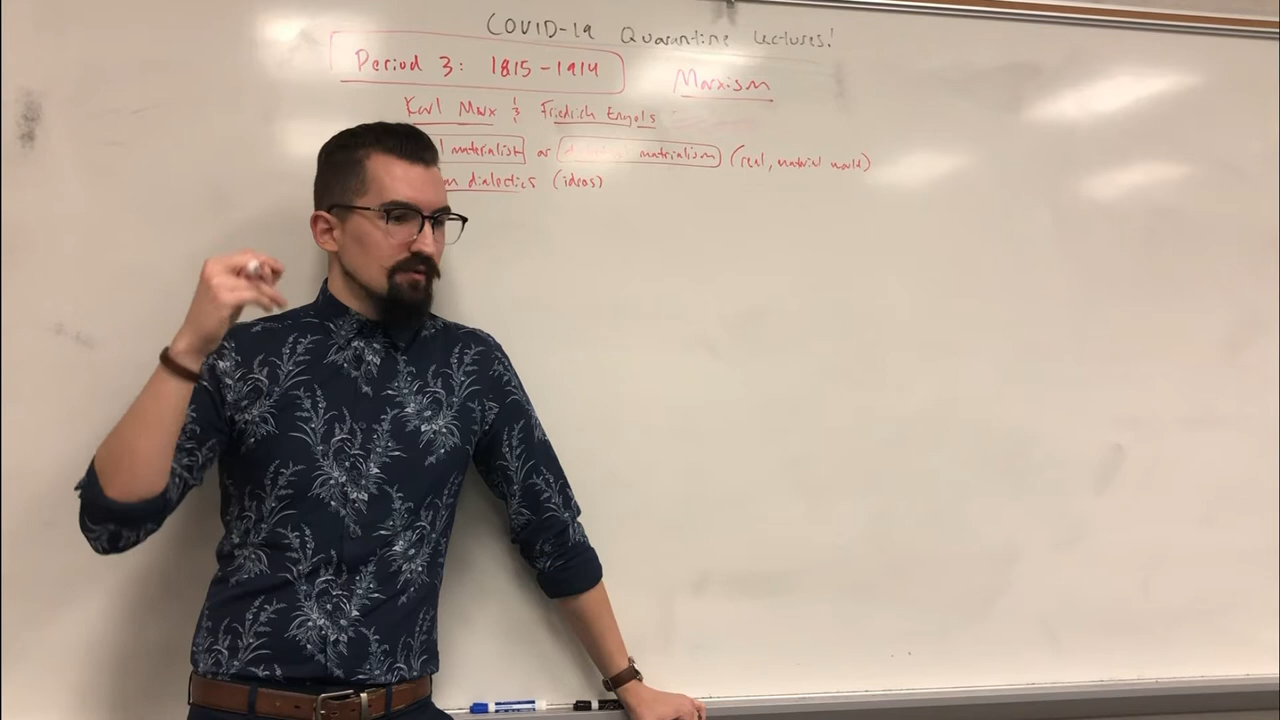 COVID-19 Quarantine Lectures!
Period 3: 1815-1914
Marxism
Karl Marx & Friedrich Engels
materialist or materialism) (real, material world)
dialectics (ideas)